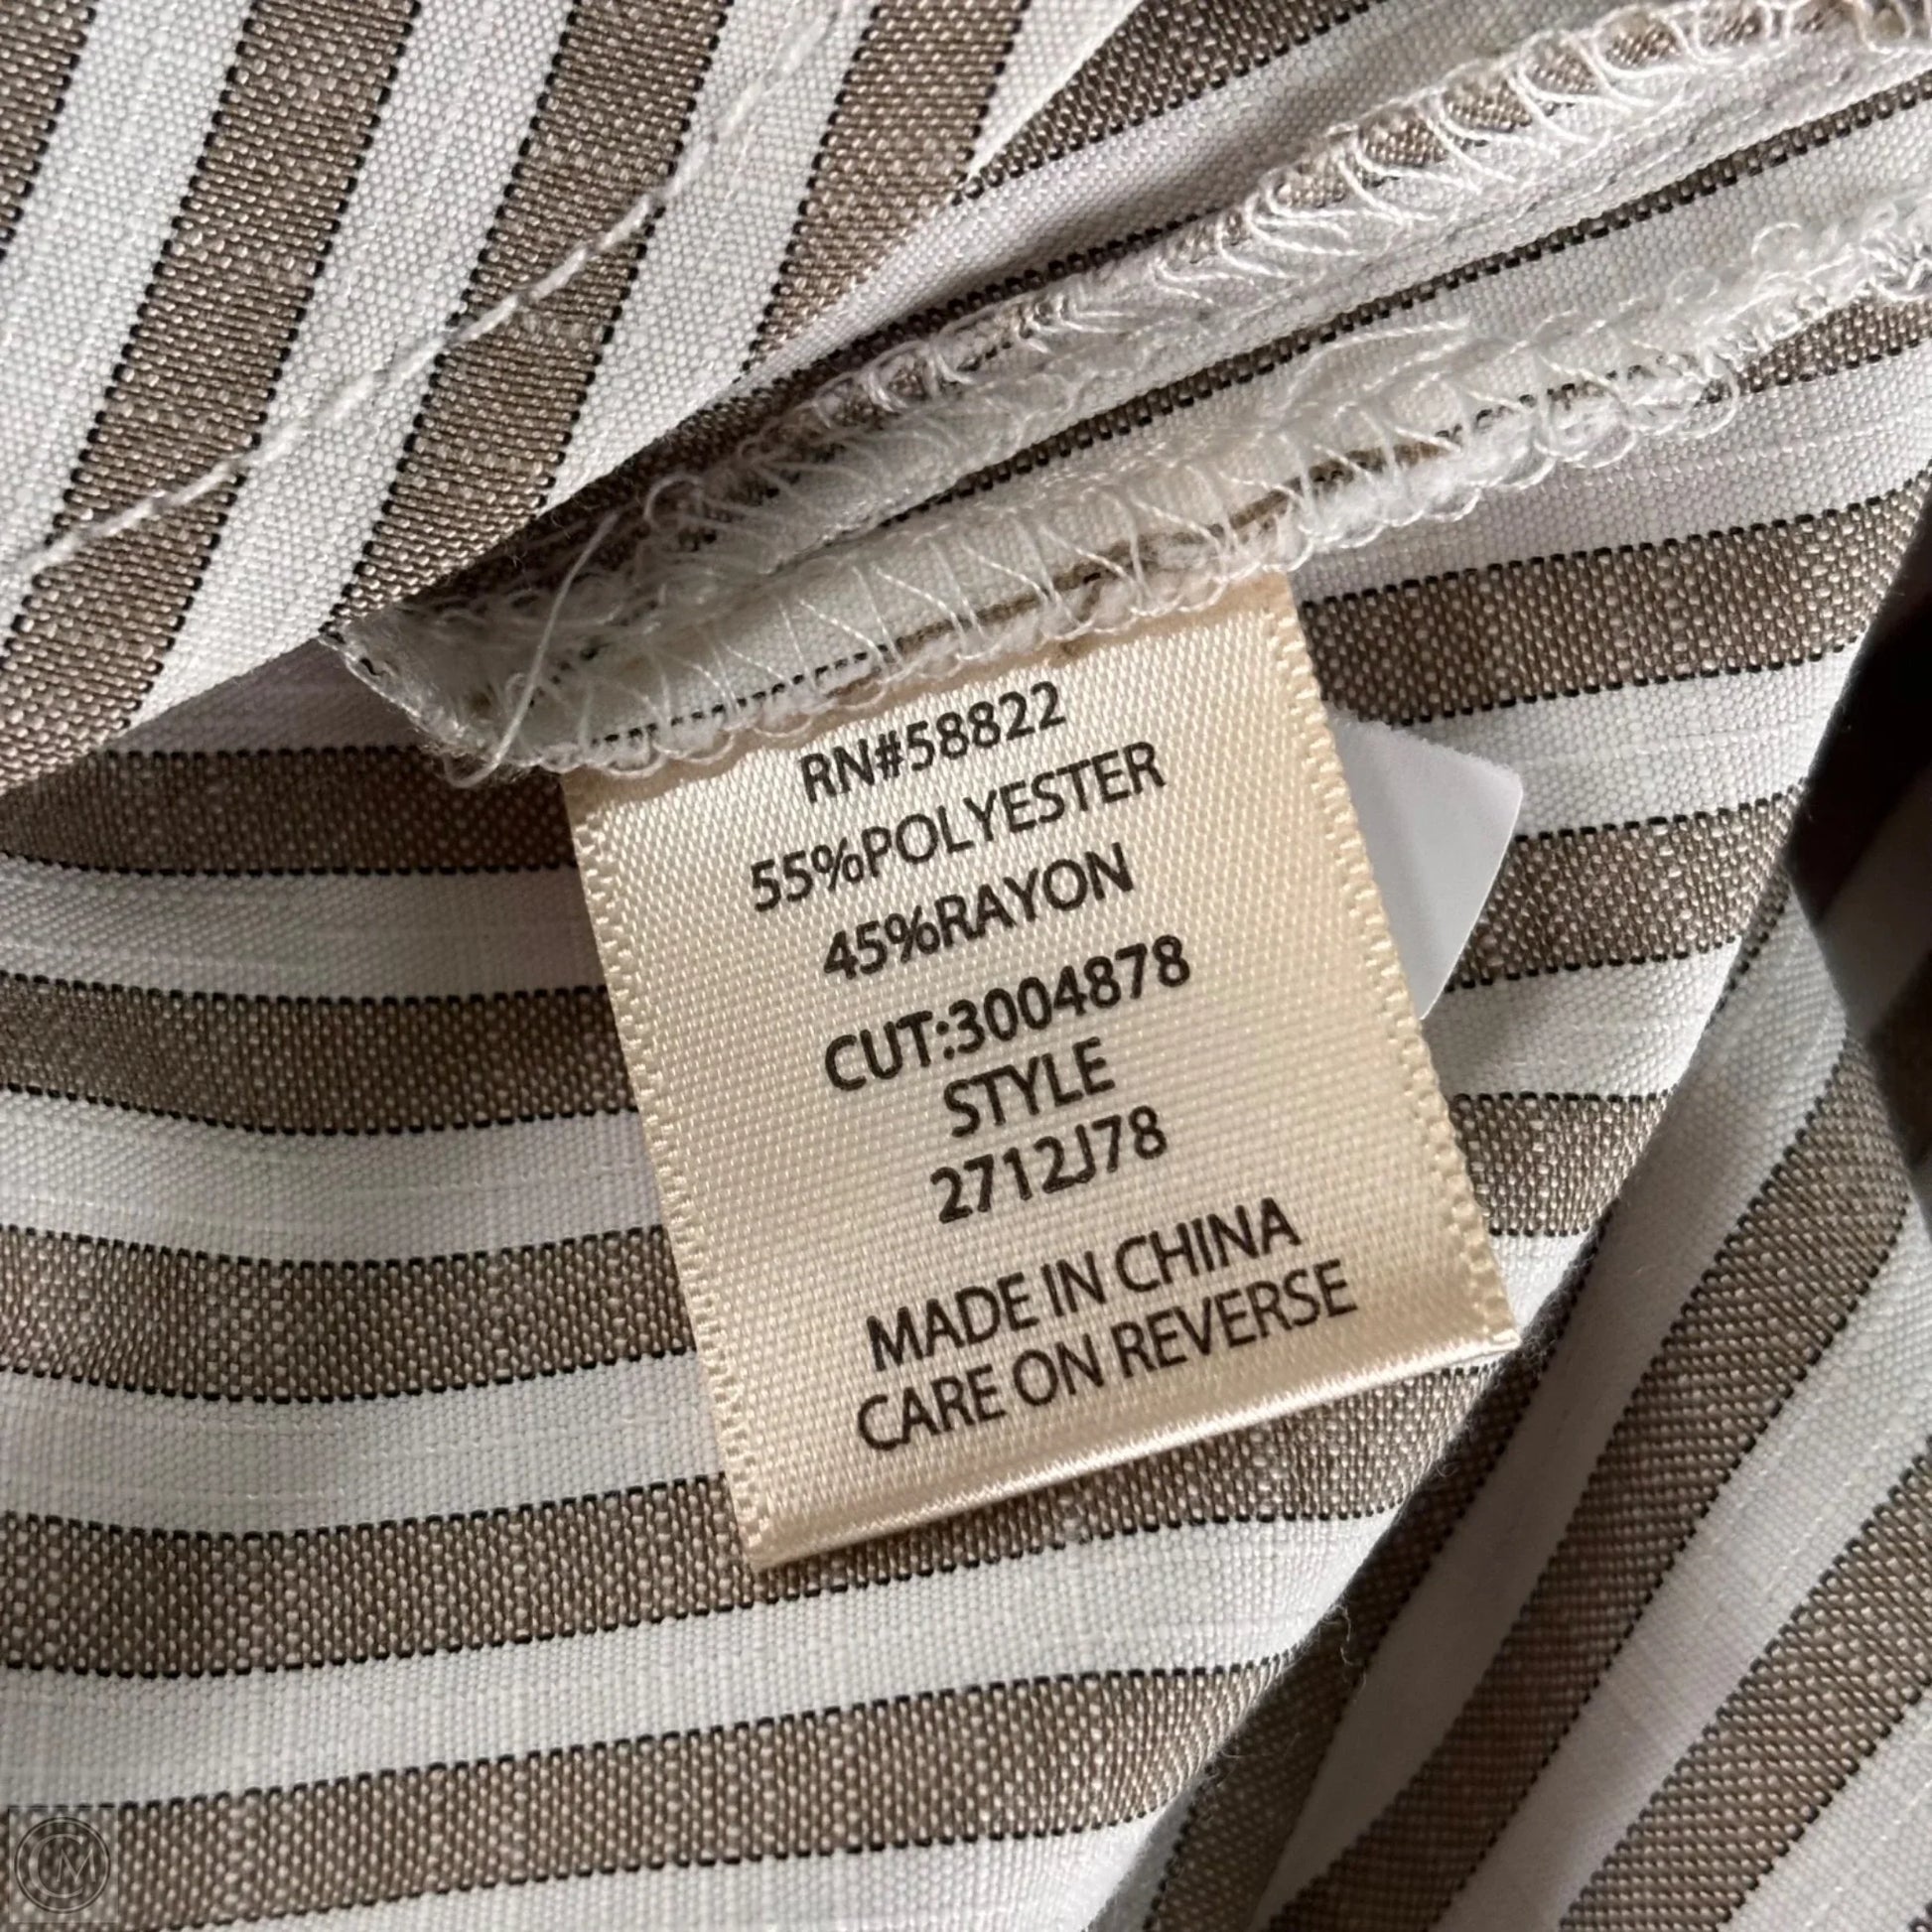 RN#58822
55%POLYESTER
45%RAYON
CUT:3004878
STYLE
2712J78
MADE IN CHINA
CARE ON REVERSE